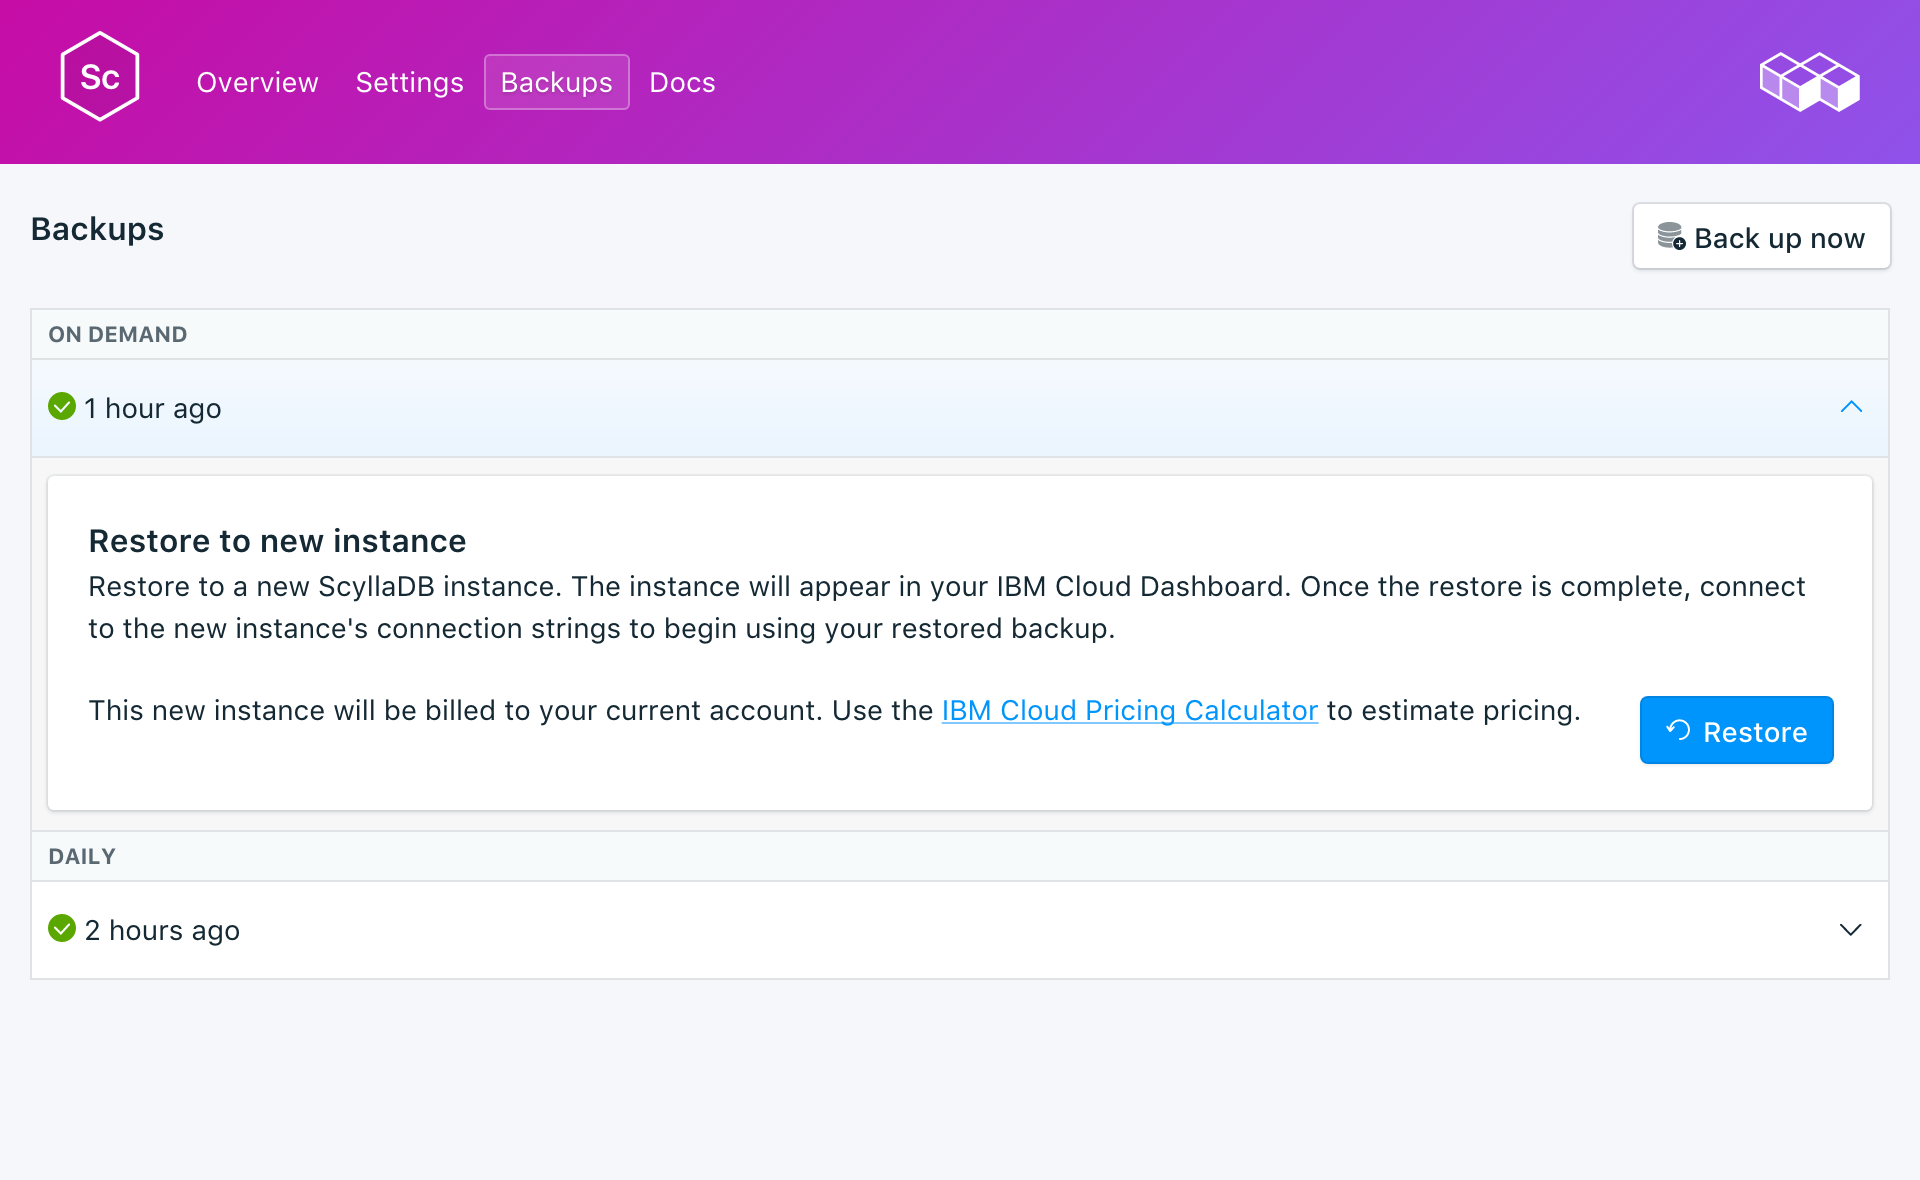 Sc
Overview Settings Backups Docs
Backups
Back up now
ON DEMAND
1 hour ago
Restore to new instance
Restore to a new ScyllaDB instance. The instance will appear in your IBM Cloud Dashboard. Once the restore is complete, connect
to the new instance's connection strings to begin using your restored backup.
This new instance will be billed to your current account. Use the IBM Cloud Pricing Calculator to estimate pricing.
Restore
DAILY
2 hours ago